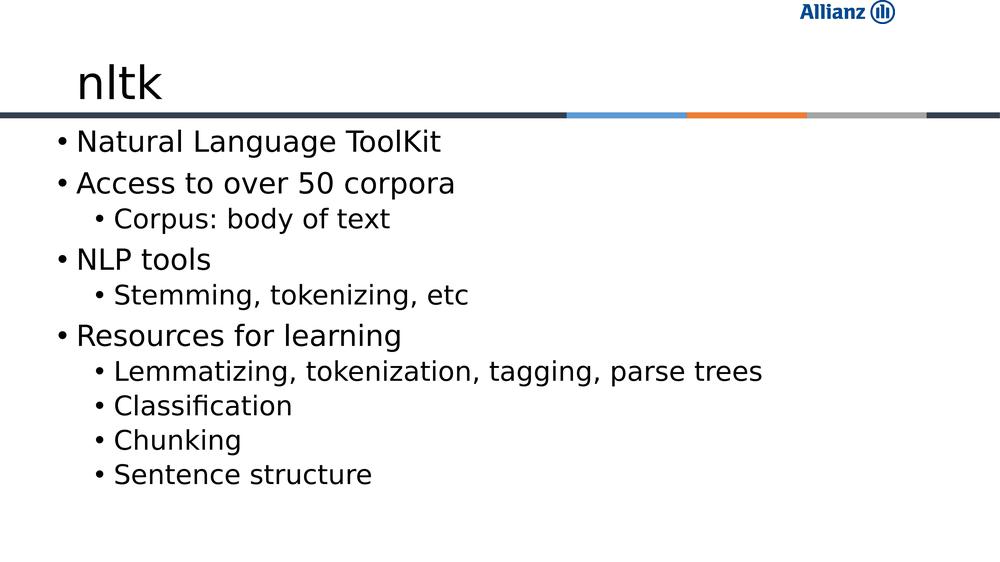 Allianz
nltk
• Natural Language ToolKit
• Access to over 50 corpora
• Corpus: body of text
• NLP tools
• Stemming, tokenizing, etc
• Resources for learning
• Lemmatizing, tokenization, tagging, parse trees
• Classification
• Chunking
• Sentence structure